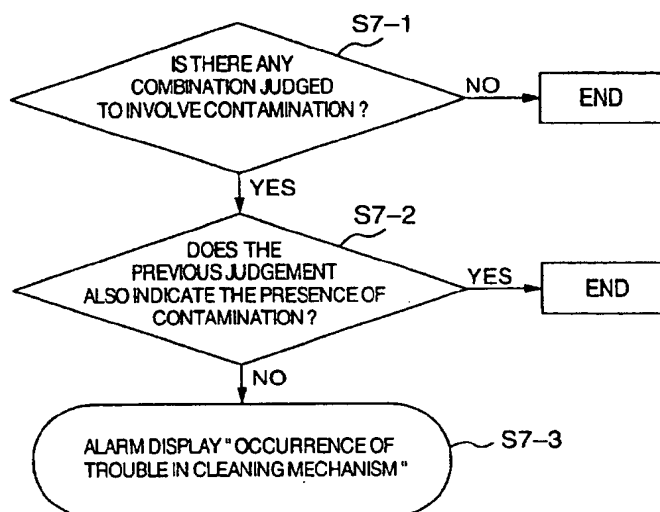 S7-1
IS THERE ANY
COMBINATION JUDGED
TO INVOLVE CONTAMINATION ?
NO
END
YES
S7-2
DOES THE
PREVIOUS JUDGEMENT
ALSO INDICATE THE PRESENCE OF
CONTAMINATION ?
YES
END
NO
ALARM DISPLAY " OCCURRENCE OF
TROUBLE IN CLEANING MECHANISM "
S7-3